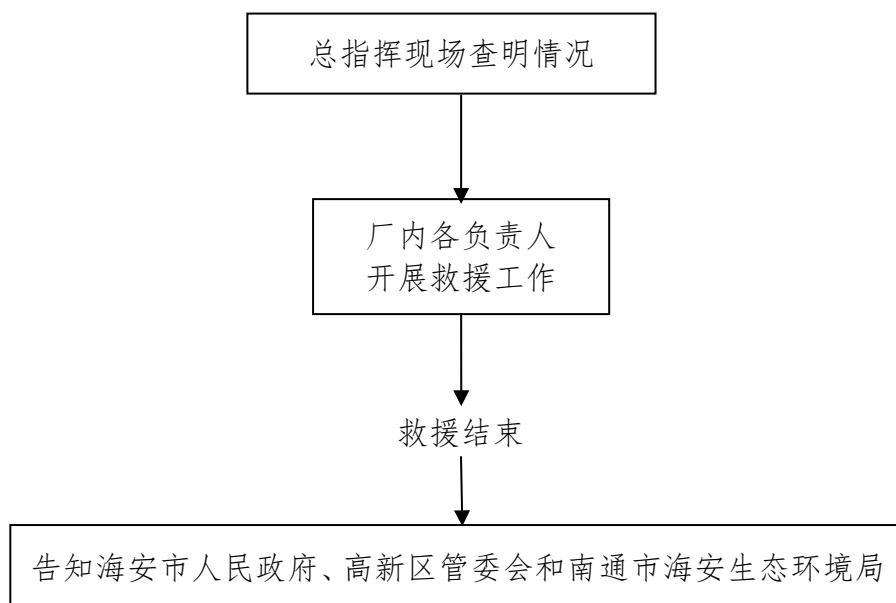 总指挥现场查明情况
厂内各负责人
开展救援工作
救援结束
告知海安市人民政府、高新区管委会和南通市海安生态环境局